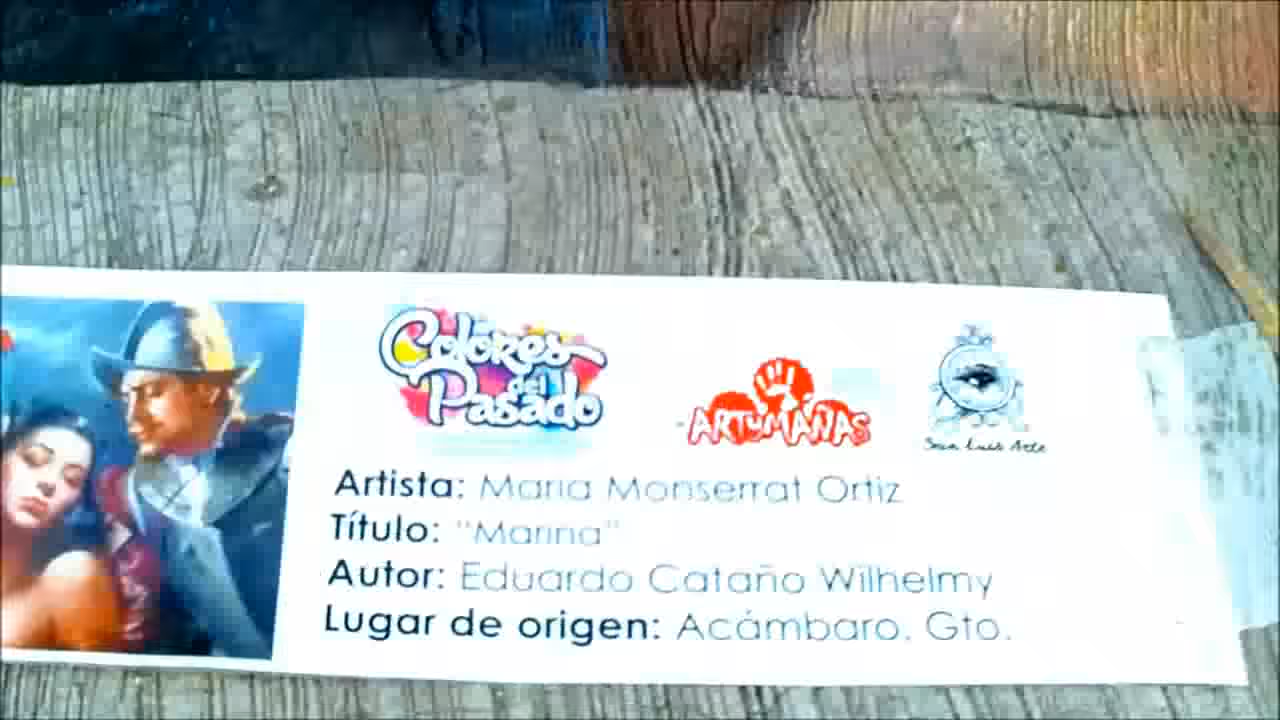 Colores
del
Pasado
ARTyMAÑAS
San Luis Arte
Artista: Maria Monserrat Ortiz
Título: "Marina"
Autor: Eduardo Cataño Wilhelmy
Lugar de origen: Acámbaro. Gto.